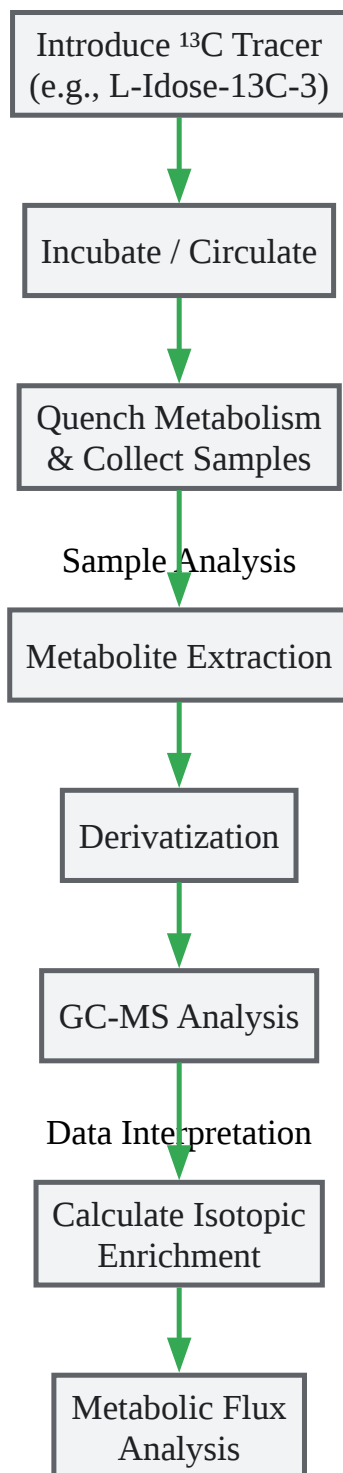 Introduce ¹³C Tracer
(e.g., L-Idose-13C-3)
Incubate / Circulate
Quench Metabolism
& Collect Samples
Sample Analysis
Metabolite Extraction
Derivatization
GC-MS Analysis
Data Interpretation
Calculate Isotopic
Enrichment
Metabolic Flux
Analysis